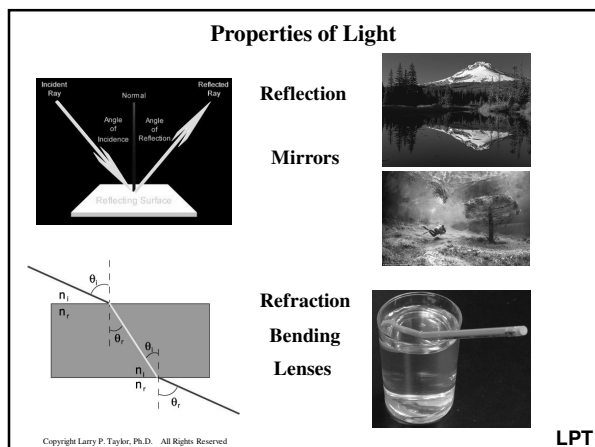 Properties of Light
Incident
Ray
Normal
Reflected
Ray
Angle
of
Incidence
Angle
of
Reflection
Reflecting Surface
Reflection
Mirrors
θi
ni
nr
θr
θi
ni
nr
θr
Refraction
Bending
Lenses
Copyright Larry P. Taylor, Ph.D. All Rights Reserved
LPT